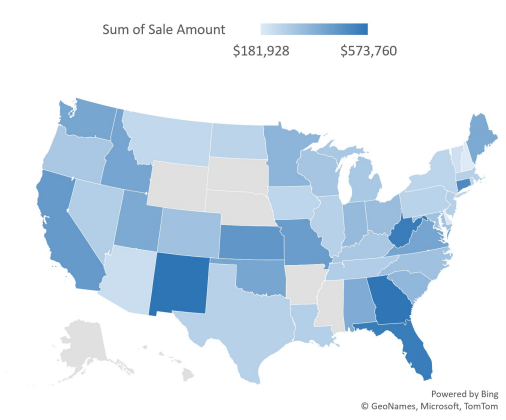 Sum of Sale Amount
$181,928 $573,760
Powered by Bing
© GeoNames, Microsoft, TomTom